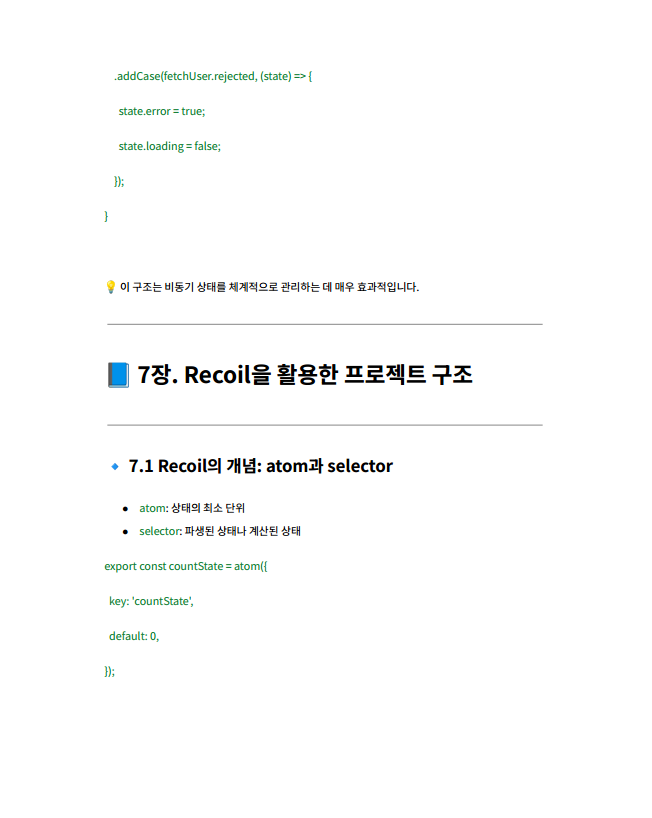 .addCase(fetchUser.rejected, (state) => {
state.error = true;
state.loading = false;
});
}
💡 이 구조는 비동기 상태를 체계적으로 관리하는 데 매우 효과적입니다.
📘 7장. Recoil을 활용한 프로젝트 구조
🔹 7.1 Recoil의 개념: atom과 selector
● atom: 상태의 최소 단위
● selector: 파생된 상태나 계산된 상태
export const countState = atom({
key: 'countState',
default: 0,
});